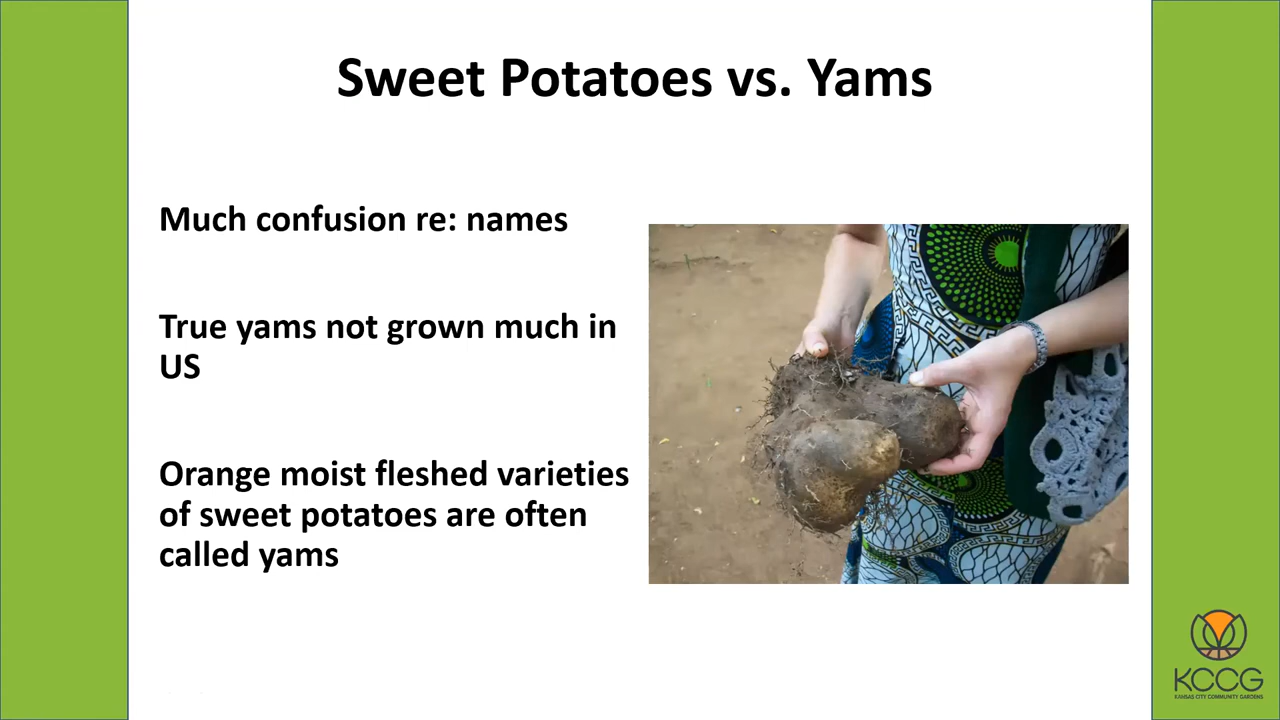 Sweet Potatoes vs. Yams
Much confusion re: names
True yams not grown much in
US
Orange moist fleshed varieties
of sweet potatoes are often
called yams
KCCG
KANSAS CITY COMMUNITY GARDENS